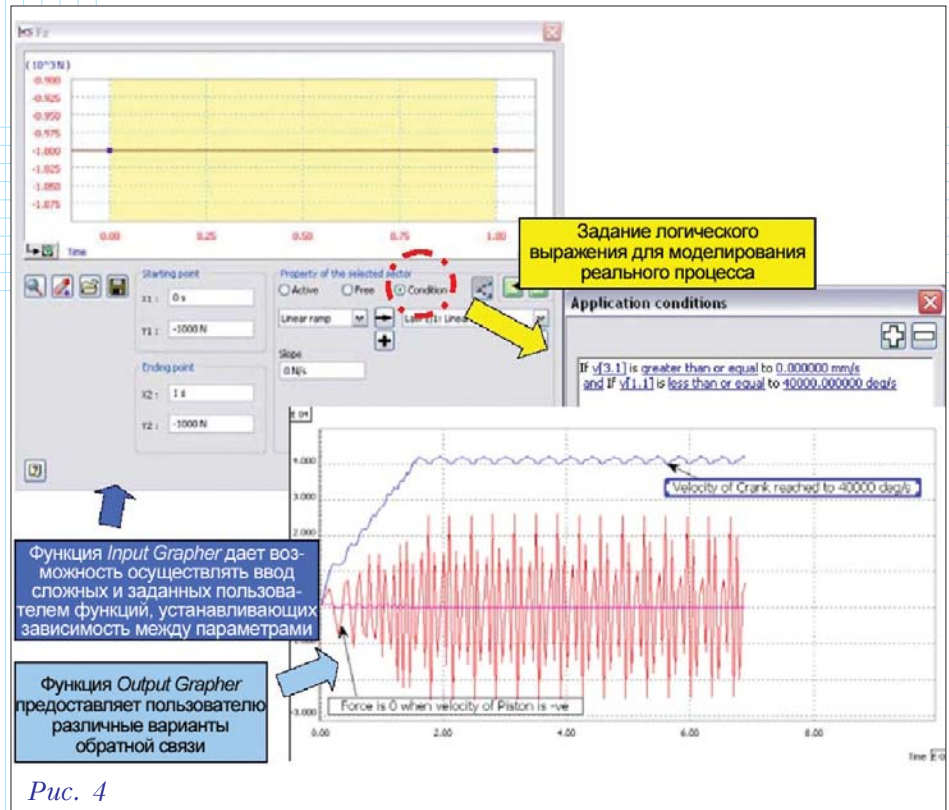 Fz
(10^3 N)
-0.900
-0.925
-0.950
-0.975
-1.000
-1.025
-1.050
-1.075
0.00 0.25 0.50 0.75 1.00
Time
Starting point
X1 : 0 s
Y1 : -1000 N
Ending point
X2 : 1 s
Y2 : -1000 N
Property of the selected sector
Active Free Condition
Linear ramp
Slope
0 N/s
Задание логического
выражения для моделирования
реального процесса
Application conditions
If v[3.1] is greater than or equal to 0.000000 mm/s
and If v[1.1] is less than or equal to 40000.000000 deg/s
4.000
3.000
2.000
Velocity of Crank reached to 40000 deg/s
Функция Input Grapher дает воз-
можность осуществлять ввод
сложных и заданных пользова-
телем функций, устанавливающих
зависимость между параметрами
Функция Output Grapher
предоставляет пользователю
различные варианты
обратной связи
-3.000
Force is 0 when velocity of Piston is -ve
0.00 2.00 4.00 6.00 8.00
Time
Рис. 4